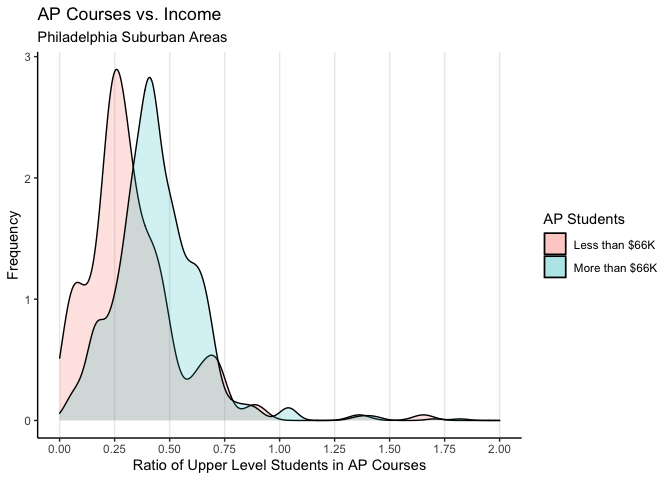 AP Courses vs. Income
Philadelphia Suburban Areas
3
2
1
0
Frequency
0.00 0.25 0.50 0.75 1.00 1.25 1.50 1.75 2.00
Ratio of Upper Level Students in AP Courses
AP Students
Less than $66K
More than $66K